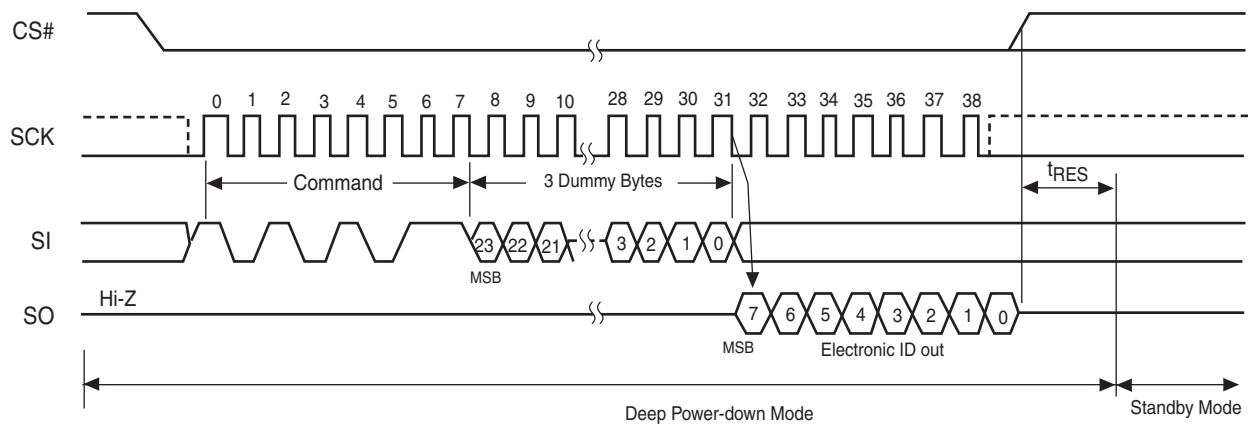 CS#
0 1 2 3 4 5 6 7 8 9 10 28 29 30 31 32 33 34 35 36 37 38
SCK
Command
3 Dummy Bytes
tRES
SI
23 22 21 3 2 1 0
MSB
Hi-Z
SO
7 6 5 4 3 2 1 0
MSB
Electronic ID out
Deep Power-down Mode
Standby Mode